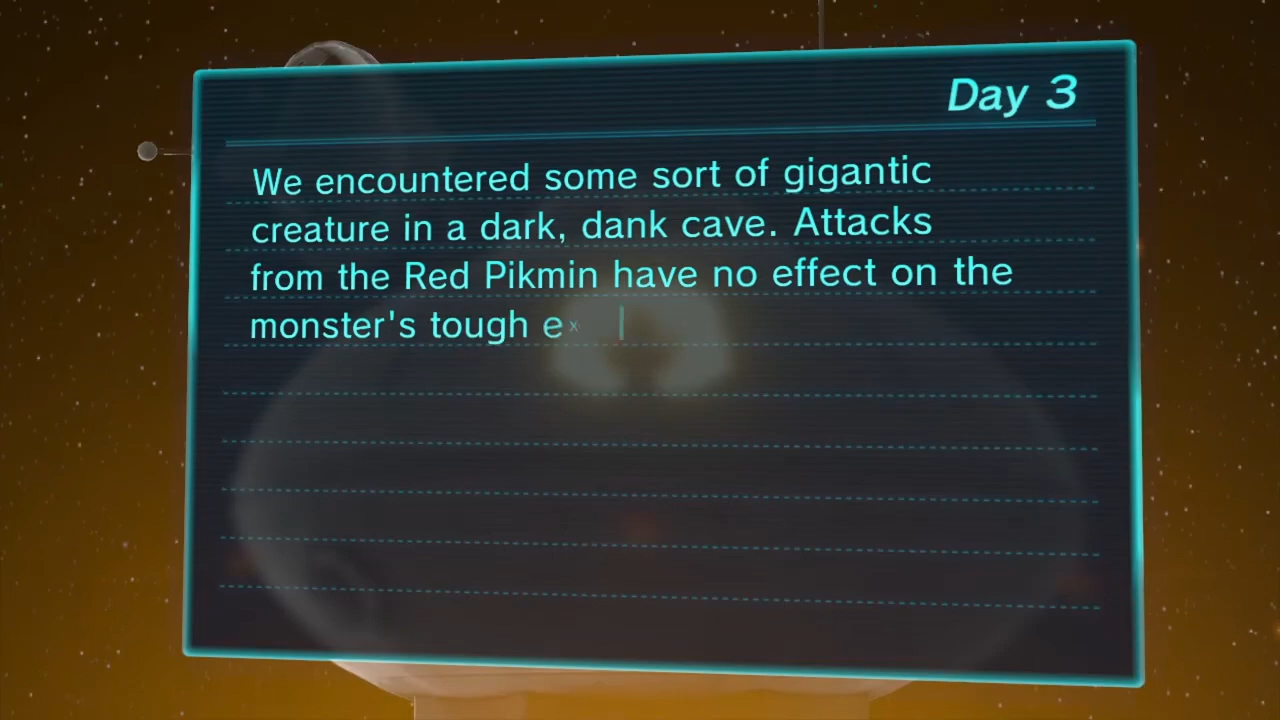 Day 3
We encountered some sort of gigantic
creature in a dark, dank cave. Attacks
from the Red Pikmin have no effect on the
monster's tough ex